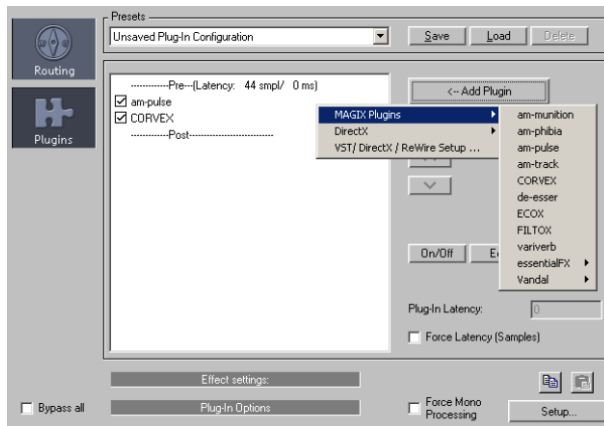 Presets
Unsaved Plug-In Configuration
Save
Load
Delete
Routing
Plugins
------------Pre---(Latency: 44 smpl/ 0 ms)
am-pulse
CORVEX
------------Post---------------------------
<-- Add Plugin
MAGIX Plugins
DirectX
VST/ DirectX / ReWire Setup ...
am-munition
am-phibia
am-pulse
am-track
CORVEX
de-esser
ECOX
FILTOX
variverb
essentialFX
Vandal
On/Off
Plug-In Latency:
0
Force Latency (Samples)
Effect settings:
Plug-In Options
Bypass all
Force Mono
Processing
Setup...